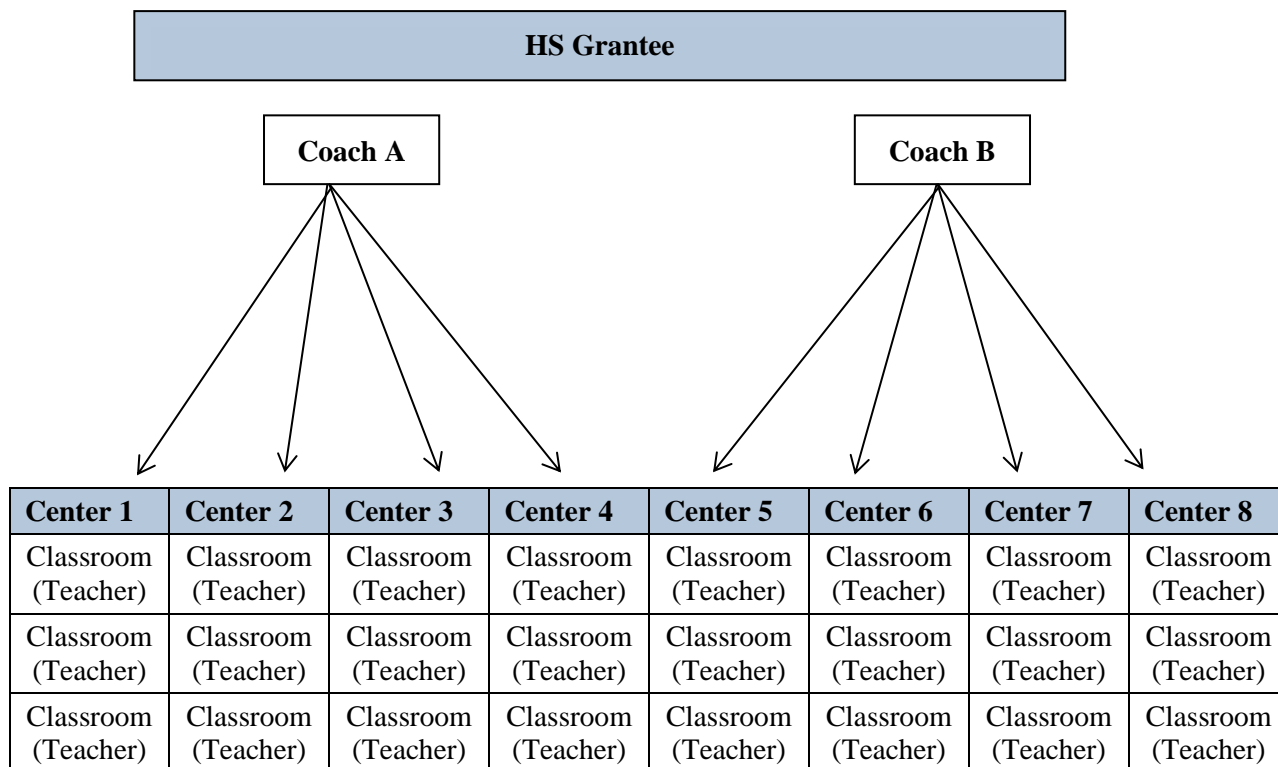 HS Grantee
Coach A
Coach B
Center 1 Center 2 Center 3 Center 4 Center 5 Center 6 Center 7 Center 8
Classroom Classroom Classroom Classroom Classroom Classroom Classroom Classroom
(Teacher) (Teacher) (Teacher) (Teacher) (Teacher) (Teacher) (Teacher) (Teacher)
Classroom Classroom Classroom Classroom Classroom Classroom Classroom Classroom
(Teacher) (Teacher) (Teacher) (Teacher) (Teacher) (Teacher) (Teacher) (Teacher)
Classroom Classroom Classroom Classroom Classroom Classroom Classroom Classroom
(Teacher) (Teacher) (Teacher) (Teacher) (Teacher) (Teacher) (Teacher) (Teacher)